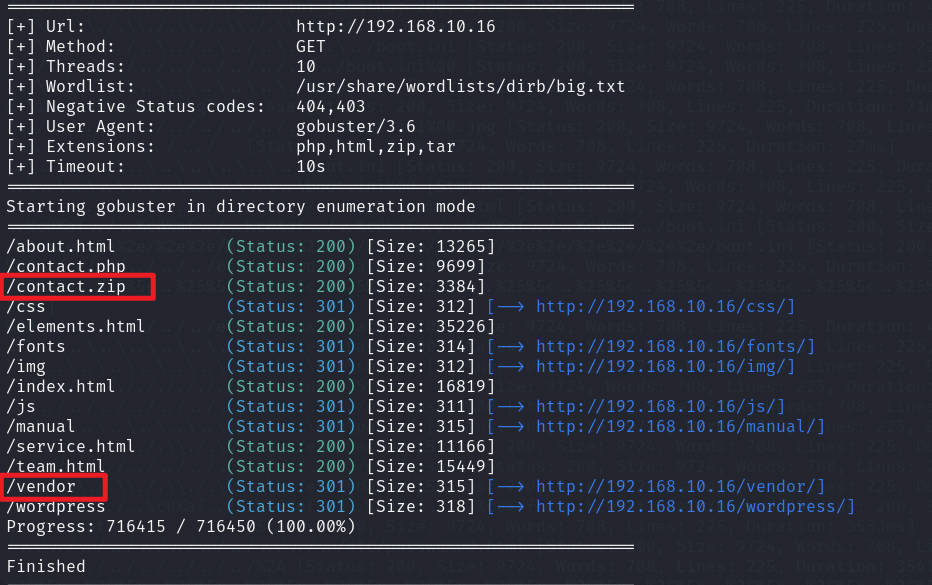 ===============================================================
[+] Url:                     http://192.168.10.16
[+] Method:                  GET
[+] Threads:                 10
[+] Wordlist:                /usr/share/wordlists/dirb/big.txt
[+] Negative Status codes:   404,403
[+] User Agent:              gobuster/3.6
[+] Extensions:              php,html,zip,tar
[+] Timeout:                 10s
===============================================================
Starting gobuster in directory enumeration mode
===============================================================
/about.html           (Status: 200) [Size: 13265]
/contact.php          (Status: 200) [Size: 9699]
/contact.zip          (Status: 200) [Size: 3384]
/css                  (Status: 301) [Size: 312] [--> http://192.168.10.16/css/]
/elements.html        (Status: 200) [Size: 35226]
/fonts                (Status: 301) [Size: 314] [--> http://192.168.10.16/fonts/]
/img                  (Status: 301) [Size: 312] [--> http://192.168.10.16/img/]
/index.html           (Status: 200) [Size: 16819]
/js                   (Status: 301) [Size: 311] [--> http://192.168.10.16/js/]
/manual               (Status: 301) [Size: 315] [--> http://192.168.10.16/manual/]
/service.html         (Status: 200) [Size: 11166]
/team.html            (Status: 200) [Size: 15449]
/vendor               (Status: 301) [Size: 315] [--> http://192.168.10.16/vendor/]
/wordpress            (Status: 301) [Size: 318] [--> http://192.168.10.16/wordpress/]
Progress: 716415 / 716450 (100.00%)
===============================================================
Finished
===============================================================